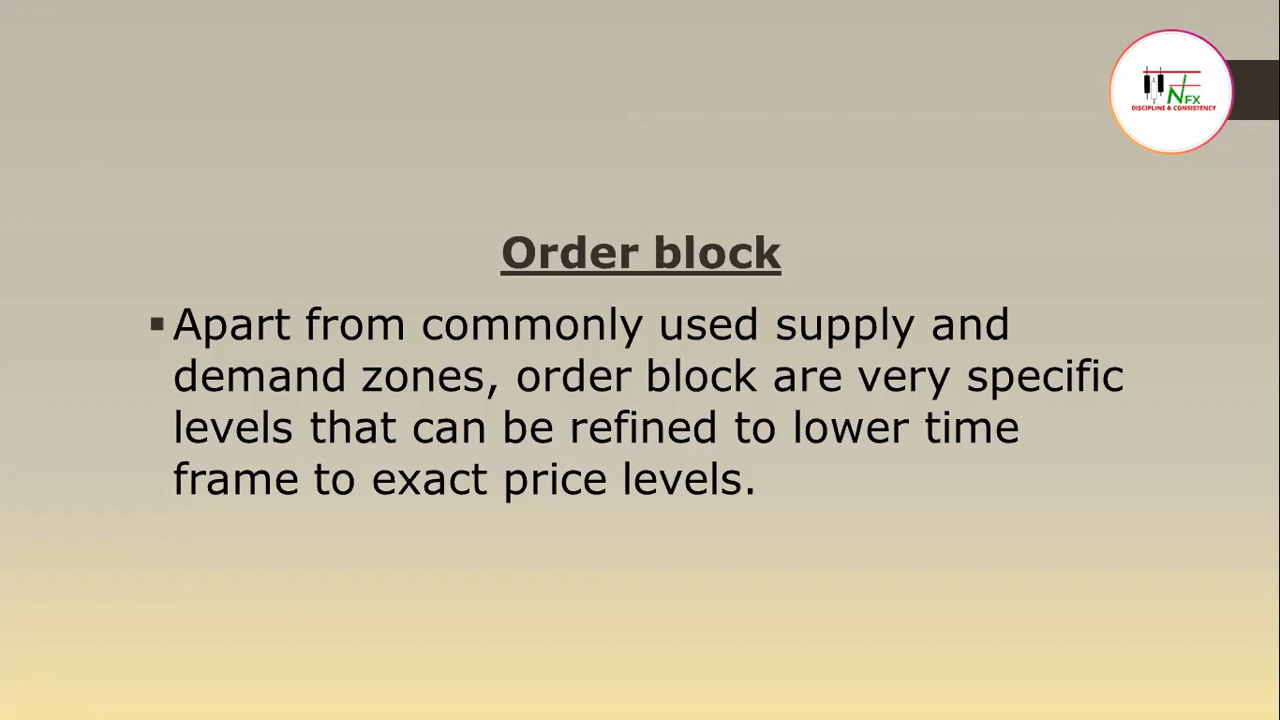 NFX
DISCIPLINE & CONSISTENCY
Order block
▪Apart from commonly used supply and
demand zones, order block are very specific
levels that can be refined to lower time
frame to exact price levels.